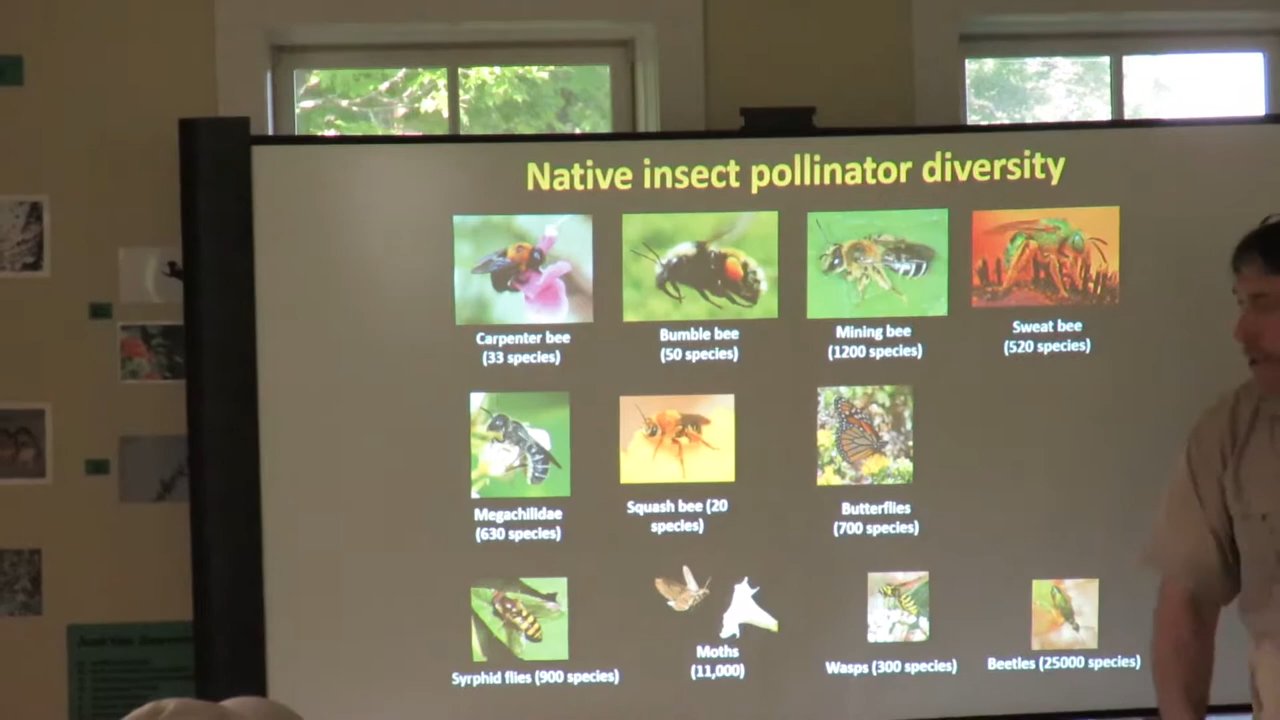 Native insect pollinator diversity
Carpenter bee
(33 species)
Bumble bee
(50 species)
Mining bee
(1200 species)
Sweat bee
(520 species)
Megachilidae
(630 species)
Squash bee (20
species)
Butterflies
(700 species)
Syrphid flies (900 species)
Moths
(11,000)
Wasps (300 species)
Beetles (25000 species)